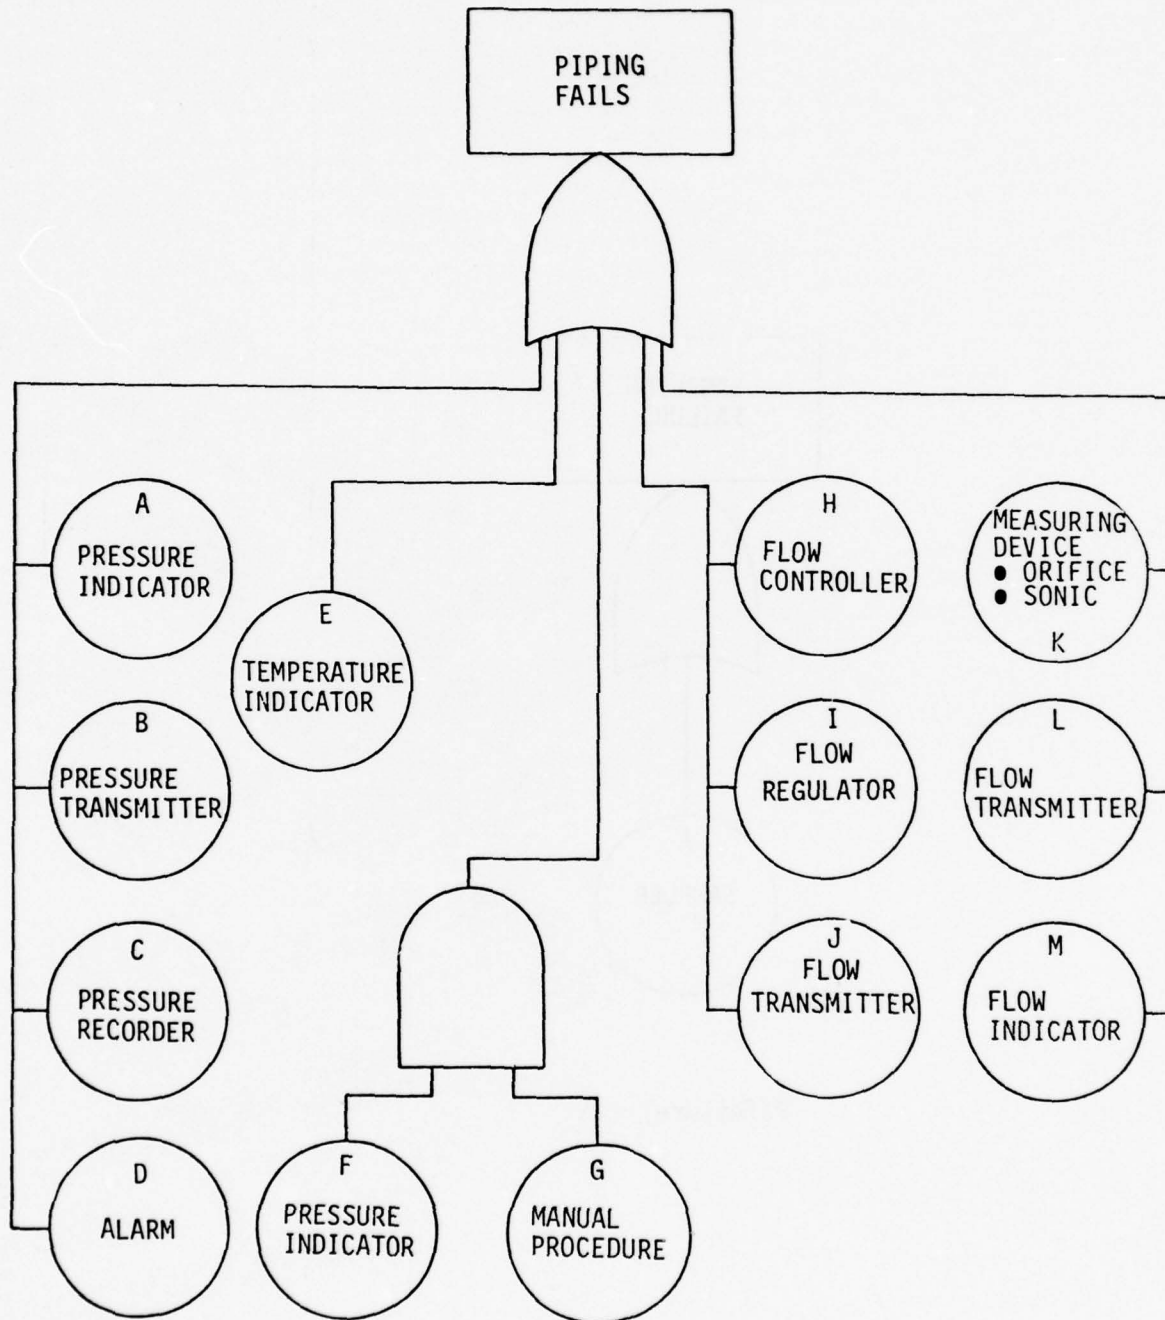 PIPING
FAILS
A
PRESSURE
INDICATOR
B
PRESSURE
TRANSMITTER
C
PRESSURE
RECORDER
D
ALARM
E
TEMPERATURE
INDICATOR
F
PRESSURE
INDICATOR
G
MANUAL
PROCEDURE
H
FLOW
CONTROLLER
I
FLOW
REGULATOR
J
FLOW
TRANSMITTER
MEASURING
DEVICE
● ORIFICE
● SONIC
K
L
FLOW
TRANSMITTER
M
FLOW
INDICATOR